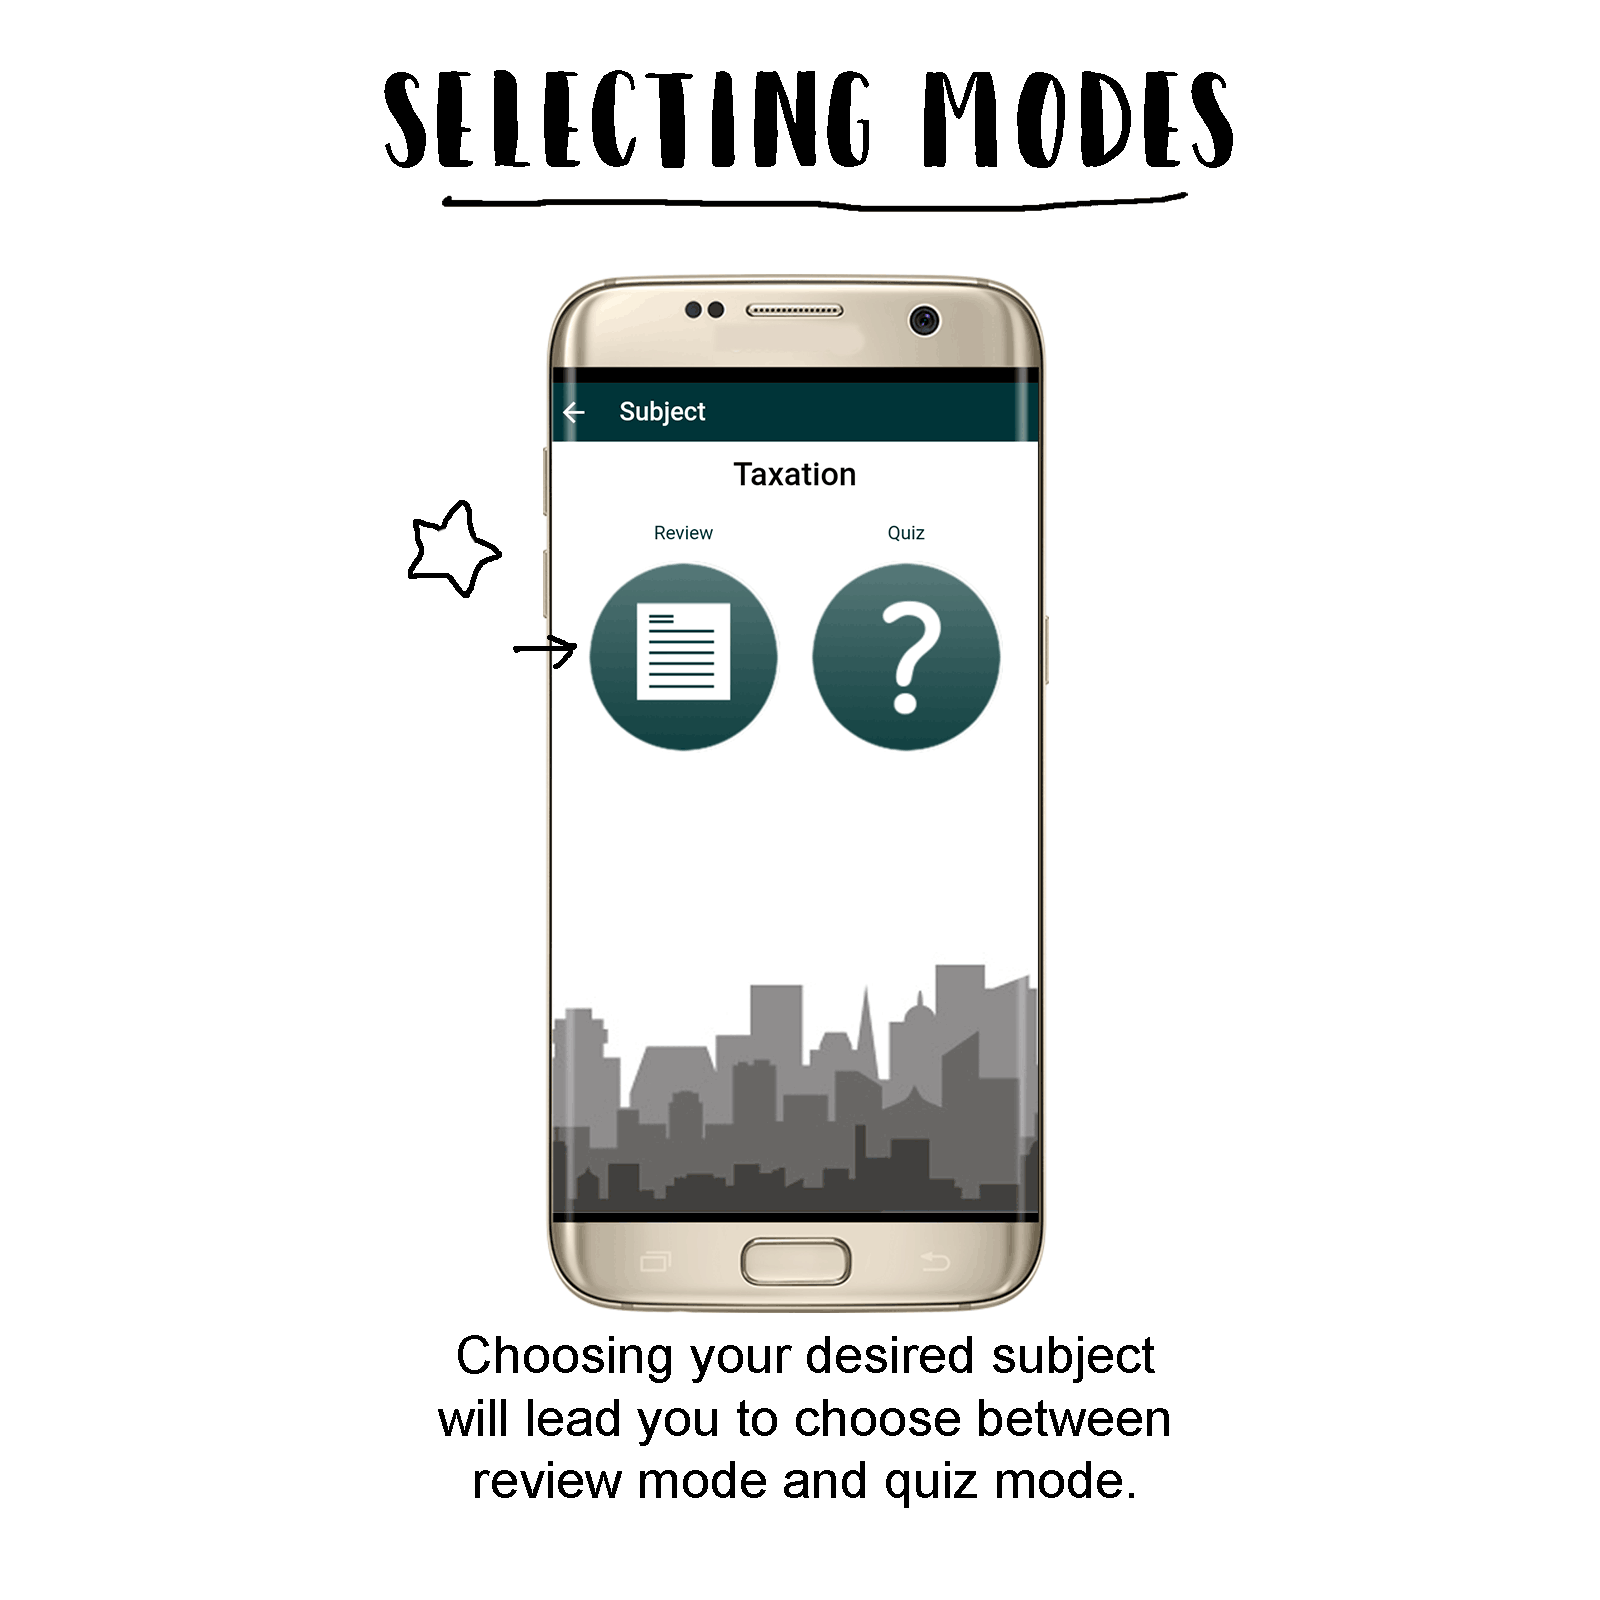 SELECTING MODES
Subject
Taxation
Review Quiz
?
Choosing your desired subject
will lead you to choose between
review mode and quiz mode.